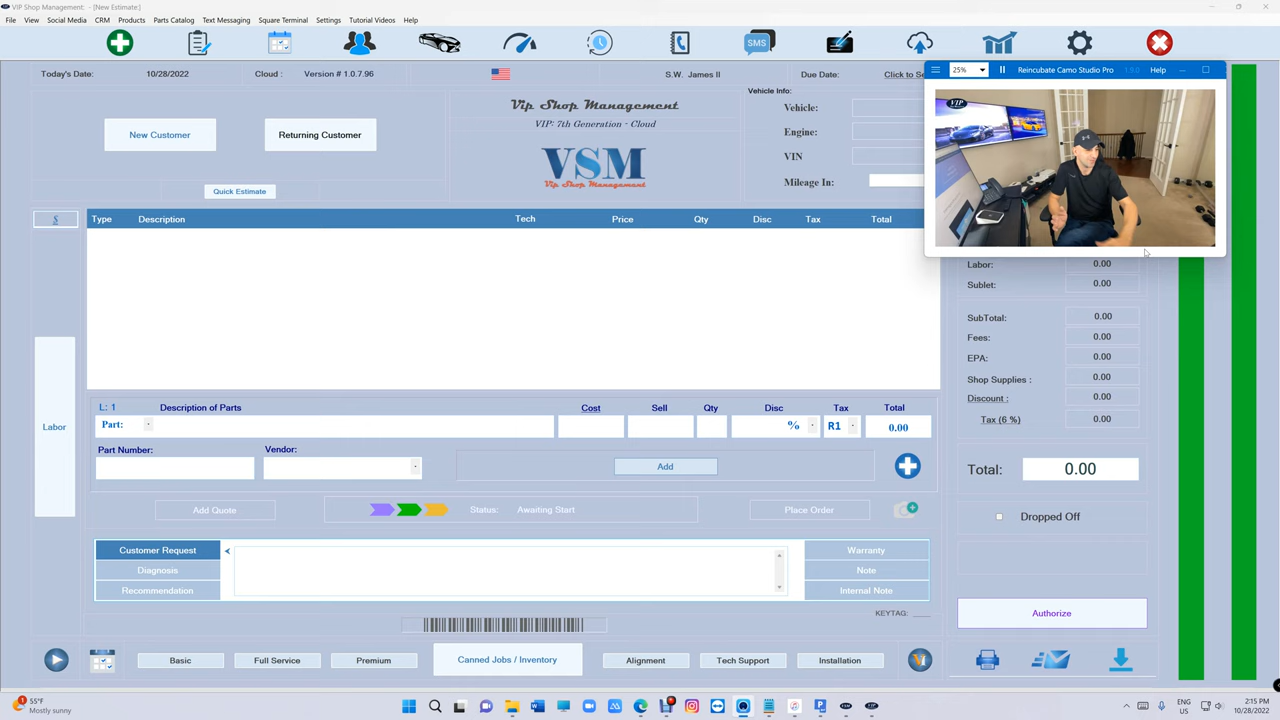 VIP Shop Management: - [New Estimate:]
File View Social Media CRM Products Parts Catalog Text Messaging Square Terminal Settings Tutorial Videos Help
SMS
Today's Date: 10/28/2022 Cloud : Version # 1.0.7.96 S.W. James II Due Date: Click to Se
25% Reincubate Camo Studio Pro 1.9.0 Help
VIP
Vehicle Info:
Vehicle:
Engine:
VIN
Mileage In:
New Customer Returning Customer
Quick Estimate
Vip Shop Management
VIP: 7th Generation - Cloud
VSM
Vip Shop Management
$ Type Description Tech Price Qty Disc Tax Total
Labor: 0.00
Sublet: 0.00
SubTotal: 0.00
Fees: 0.00
EPA: 0.00
Shop Supplies : 0.00
Discount : 0.00
Tax (6 %) 0.00
Total: 0.00
Labor
L: 1 Description of Parts Cost Sell Qty Disc Tax Total
Part: % R1 0.00
Part Number: Vendor:
Add
Add Quote Status: Awaiting Start Place Order
Dropped Off
Customer Request < Warranty
Diagnosis Note
Recommendation Internal Note
KEYTAG: ___
Authorize
Basic Full Service Premium Canned Jobs / Inventory Alignment Tech Support Installation
1 55°F
Mostly sunny
ENG
US
2:15 PM
10/28/2022